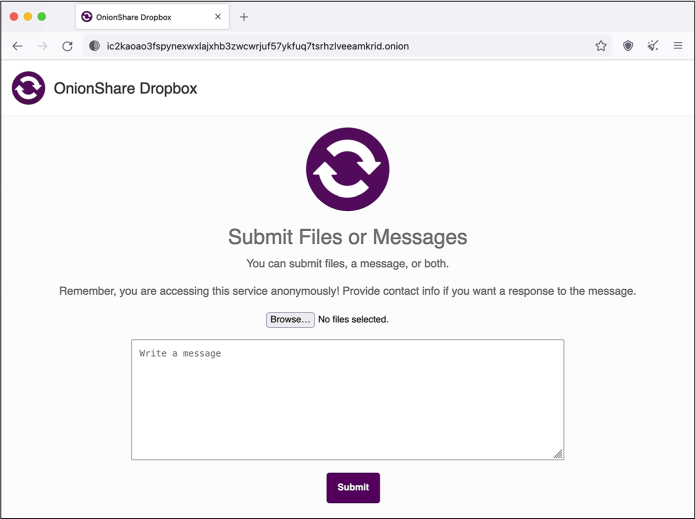 OnionShare Dropbox
ic2kaoao3fspynexwxlajxhb3zwcwrjuf57ykfuq7tsrhzlveeamkrid.onion
OnionShare Dropbox
Submit Files or Messages
You can submit files, a message, or both.
Remember, you are accessing this service anonymously! Provide contact info if you want a response to the message.
Browse... No files selected.
Write a message
Submit